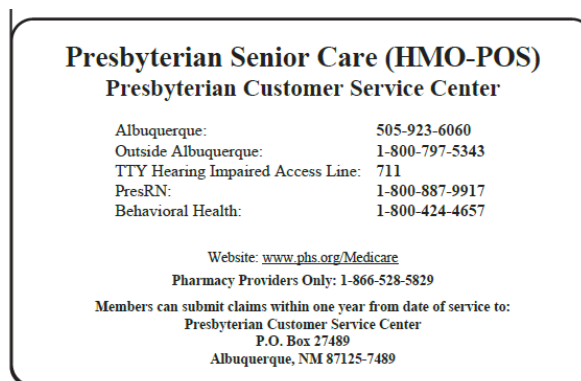 Presbyterian Senior Care (HMO-POS)
Presbyterian Customer Service Center
Albuquerque: 505-923-6060
Outside Albuquerque: 1-800-797-5343
TTY Hearing Impaired Access Line: 711
PresRN: 1-800-887-9917
Behavioral Health: 1-800-424-4657
Website: www.phs.org/Medicare
Pharmacy Providers Only: 1-866-528-5829
Members can submit claims within one year from date of service to:
Presbyterian Customer Service Center
P.O. Box 27489
Albuquerque, NM 87125-7489